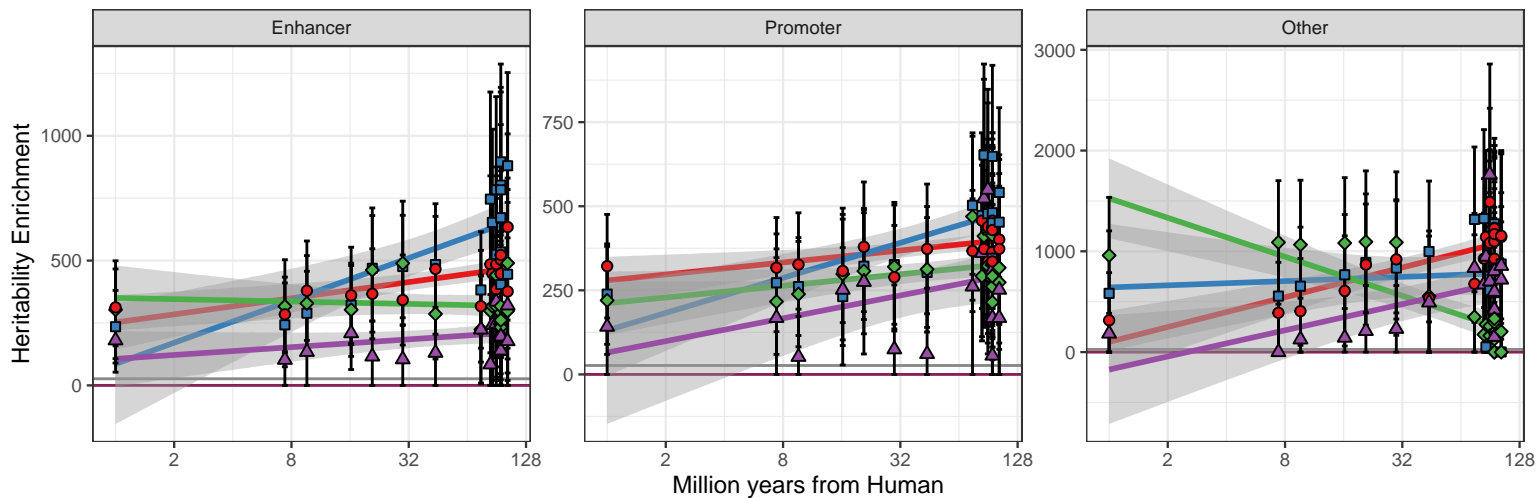 Enhancer
Promoter
Other
Heritability Enrichment
1000
500
0
750
500
250
0
3000
2000
1000
0
2 8 32 128
2 8 32 128
2 8 32 128
Million years from Human